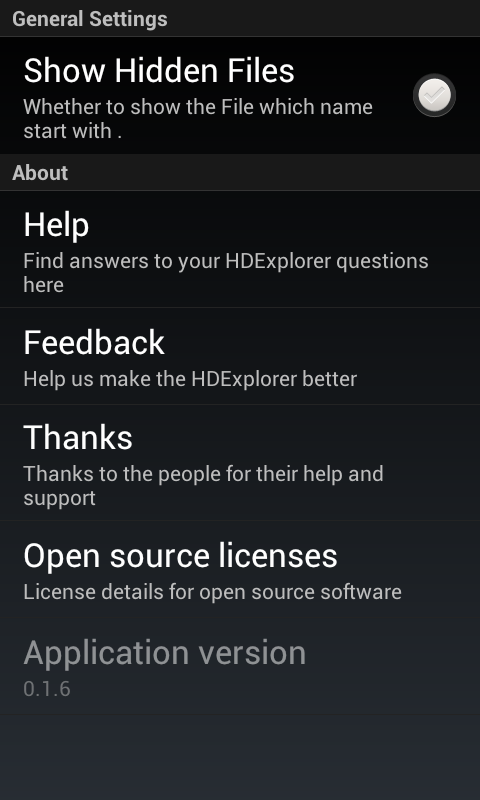 General Settings
Show Hidden Files
Whether to show the File which name
start with .
About
Help
Find answers to your HDExplorer questions
here
Feedback
Help us make the HDExplorer better
Thanks
Thanks to the people for their help and
support
Open source licenses
License details for open source software
Application version
0.1.6